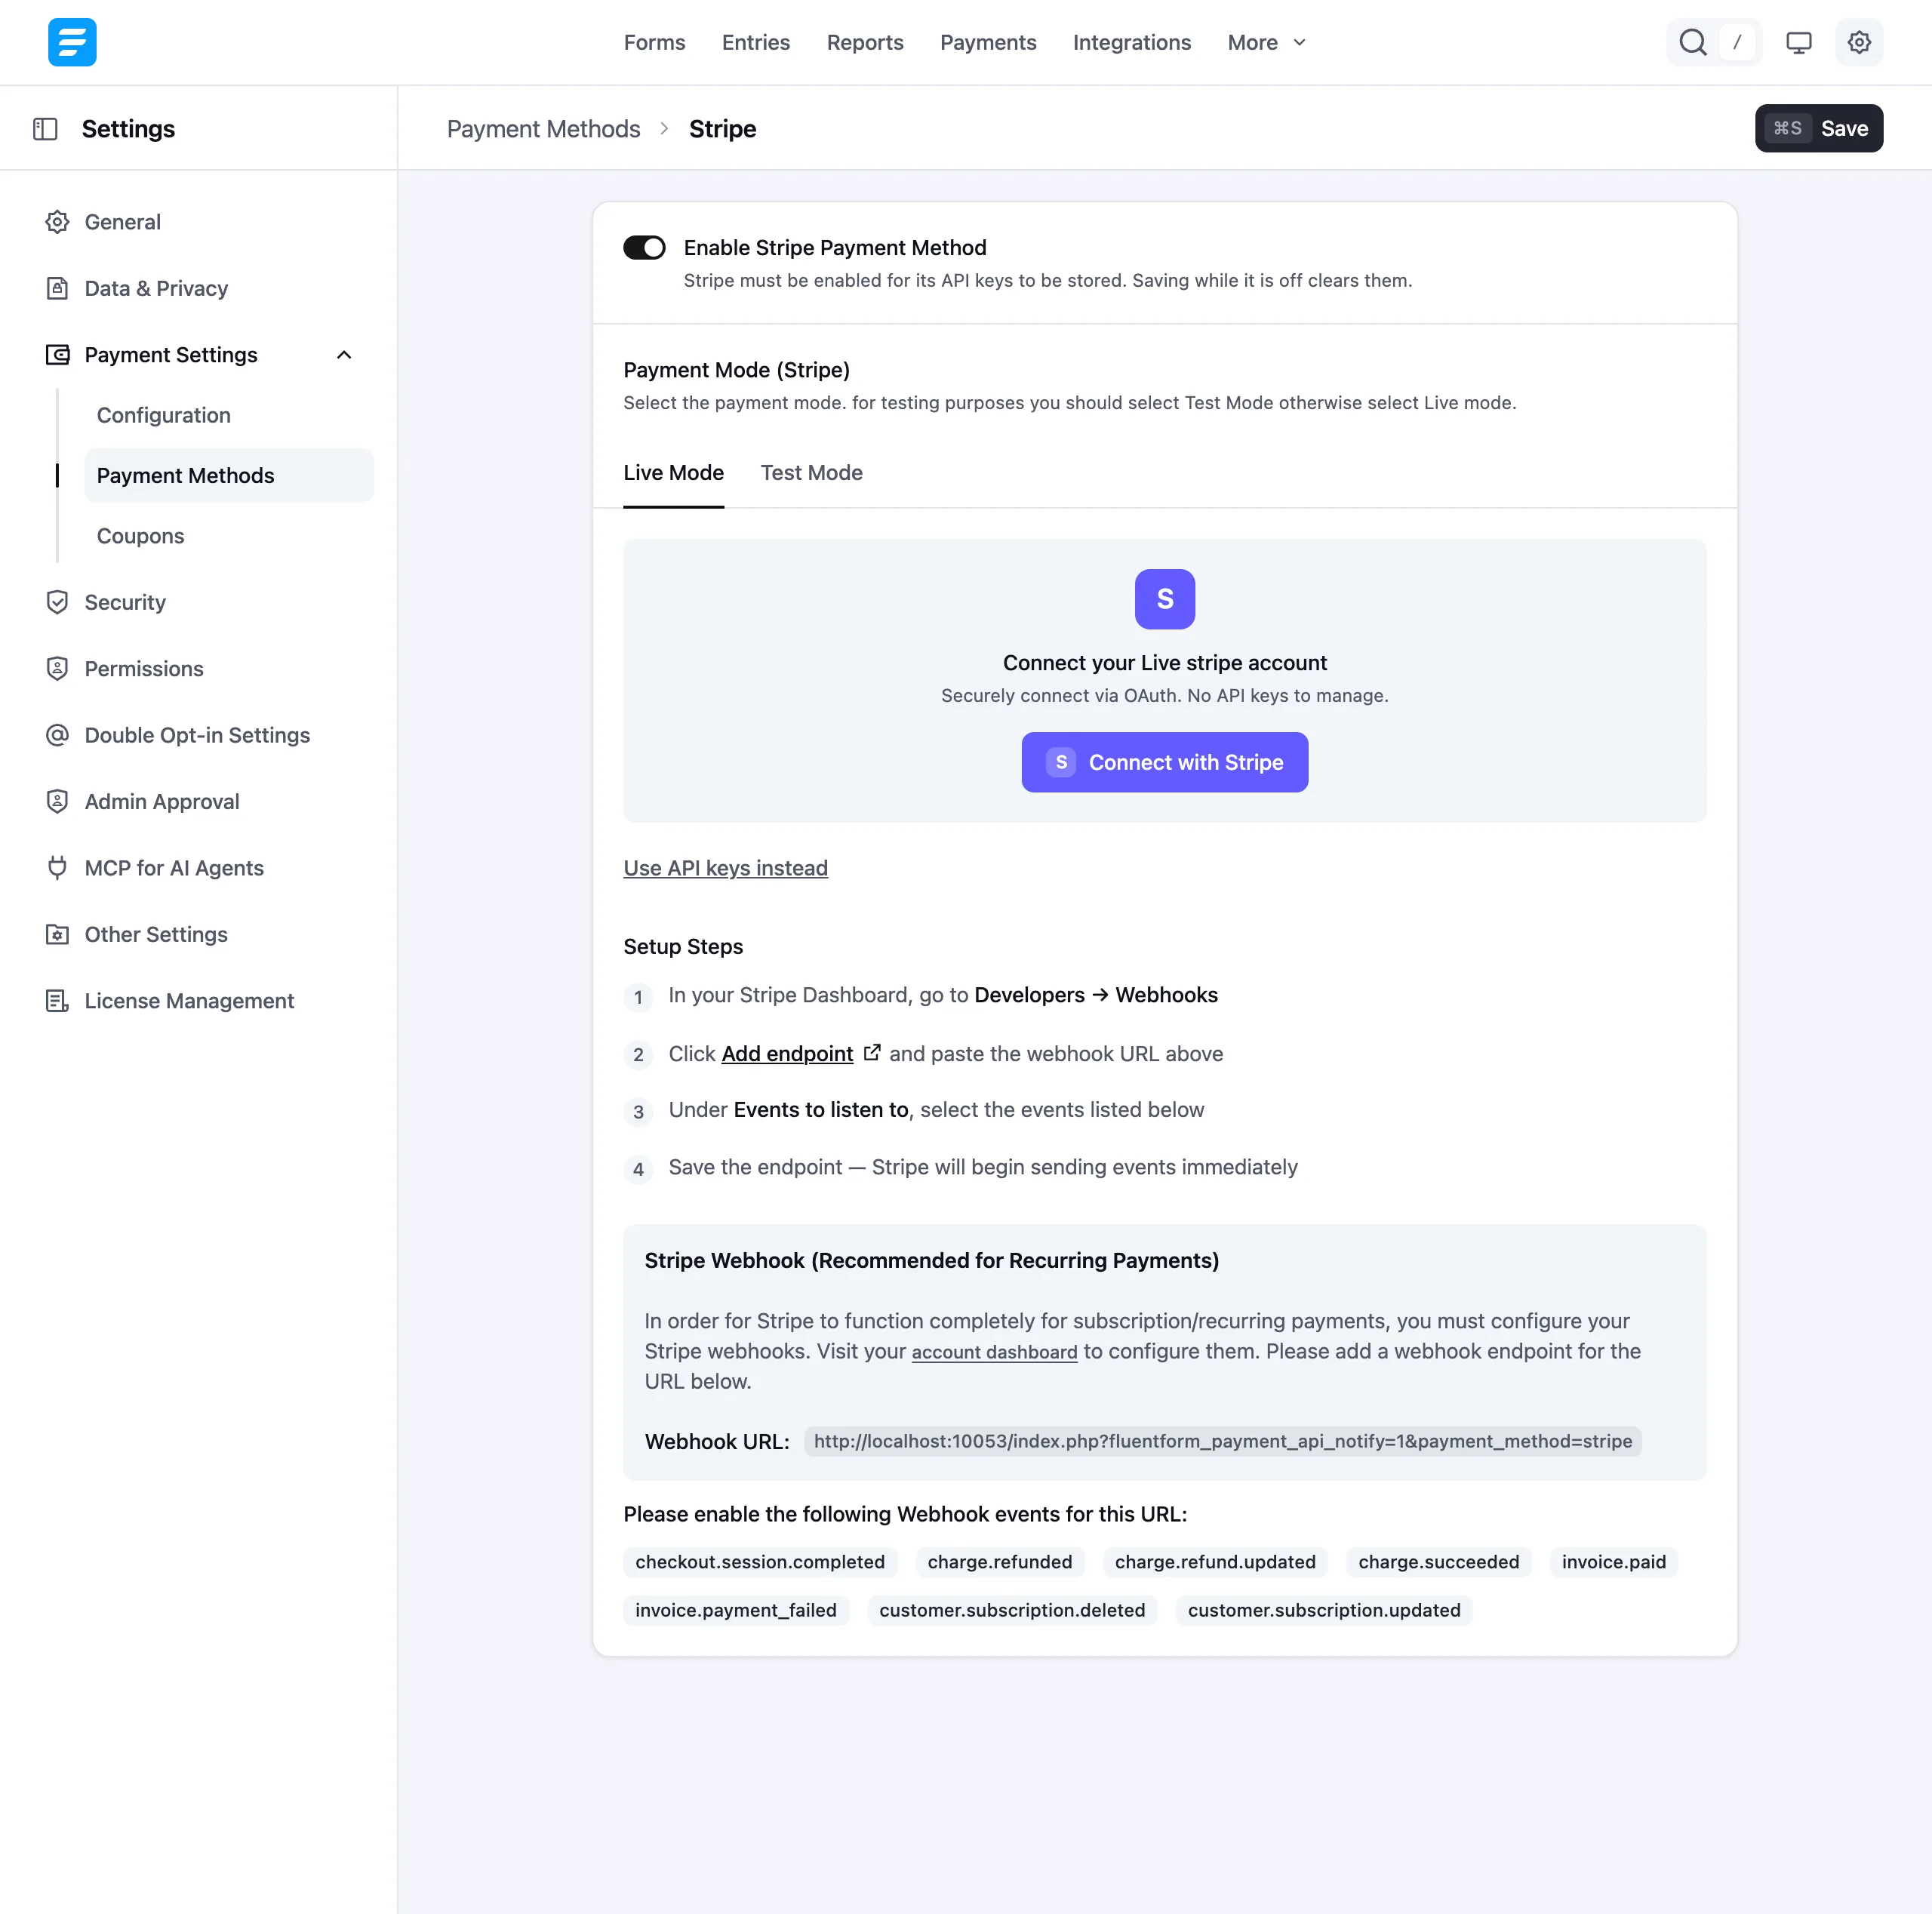 Forms
Entries
Reports
Payments
Integrations
More
/
Settings
Payment Methods > Stripe
⌘S Save
General
Data & Privacy
Payment Settings
Configuration
Payment Methods
Coupons
Security
Permissions
Double Opt-in Settings
Admin Approval
MCP for AI Agents
Other Settings
License Management
Enable Stripe Payment Method
Stripe must be enabled for its API keys to be stored. Saving while it is off clears them.
Payment Mode (Stripe)
Select the payment mode. for testing purposes you should select Test Mode otherwise select Live mode.
Live Mode
Test Mode
S
Connect your Live stripe account
Securely connect via OAuth. No API keys to manage.
S Connect with Stripe
Use API keys instead
Setup Steps
1 In your Stripe Dashboard, go to Developers → Webhooks
2 Click Add endpoint and paste the webhook URL above
3 Under Events to listen to, select the events listed below
4 Save the endpoint — Stripe will begin sending events immediately
Stripe Webhook (Recommended for Recurring Payments)
In order for Stripe to function completely for subscription/recurring payments, you must configure your
Stripe webhooks. Visit your account dashboard to configure them. Please add a webhook endpoint for the
URL below.
Webhook URL: http://localhost:10053/index.php?fluentform_payment_api_notify=1&payment_method=stripe
Please enable the following Webhook events for this URL:
checkout.session.completed
charge.refunded
charge.refund.updated
charge.succeeded
invoice.paid
invoice.payment_failed
customer.subscription.deleted
customer.subscription.updated